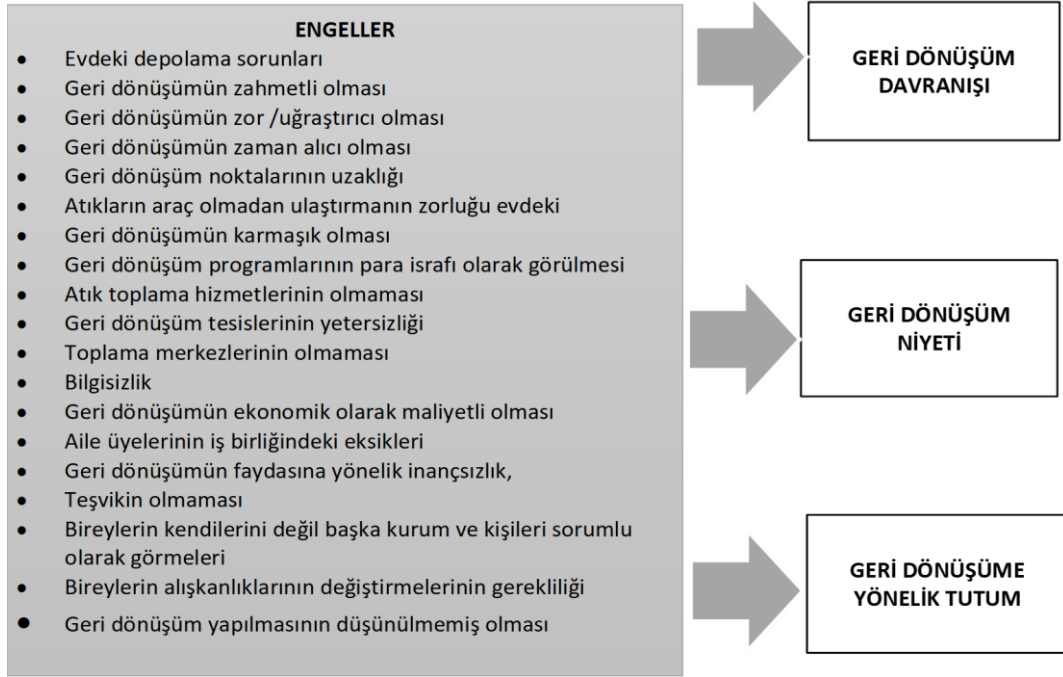 ENGELLER
• Evdeki depolama sorunları
• Geri dönüşümün zahmetli olması
• Geri dönüşümün zor /uğraştırıcı olması
• Geri dönüşümün zaman alıcı olması
• Geri dönüşüm noktalarının uzaklığı
• Atıkların araç olmadan ulaştırmanın zorluğu evdeki
• Geri dönüşümün karmaşık olması
• Geri dönüşüm programlarının para israfı olarak görülmesi
• Atık toplama hizmetlerinin olmaması
• Geri dönüşüm tesislerinin yetersizliği
• Toplama merkezlerinin olmaması
• Bilgisizlik
• Geri dönüşümün ekonomik olarak maliyetli olması
• Aile üyelerinin iş birliğindeki eksikleri
• Geri dönüşümün faydasına yönelik inançsızlık,
• Teşvikin olmaması
• Bireylerin kendilerini değil başka kurum ve kişileri sorumlu
olarak görmeleri
• Bireylerin alışkanlıklarının değiştirmelerinin gerekliliği
• Geri dönüşüm yapılmasının düşünülmemiş olması
GERİ DÖNÜŞÜM
DAVRANIŞI
GERİ DÖNÜŞÜM
NİYETİ
GERİ DÖNÜŞÜME
YÖNELİK TUTUM